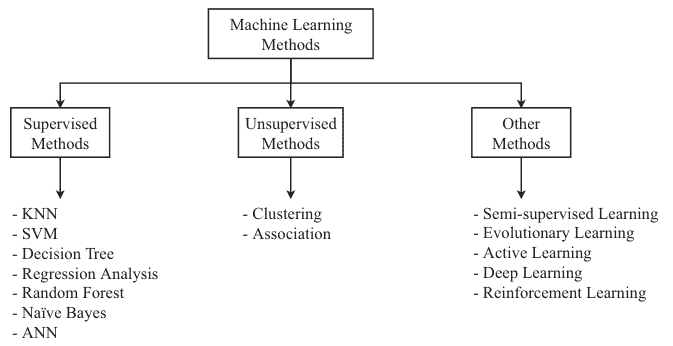 Machine Learning
Methods
Supervised
Methods
Unsupervised
Methods
Other
Methods
- KNN
- SVM
- Decision Tree
- Regression Analysis
- Random Forest
- Naïve Bayes
- ANN
- Clustering
- Association
- Semi-supervised Learning
- Evolutionary Learning
- Active Learning
- Deep Learning
- Reinforcement Learning